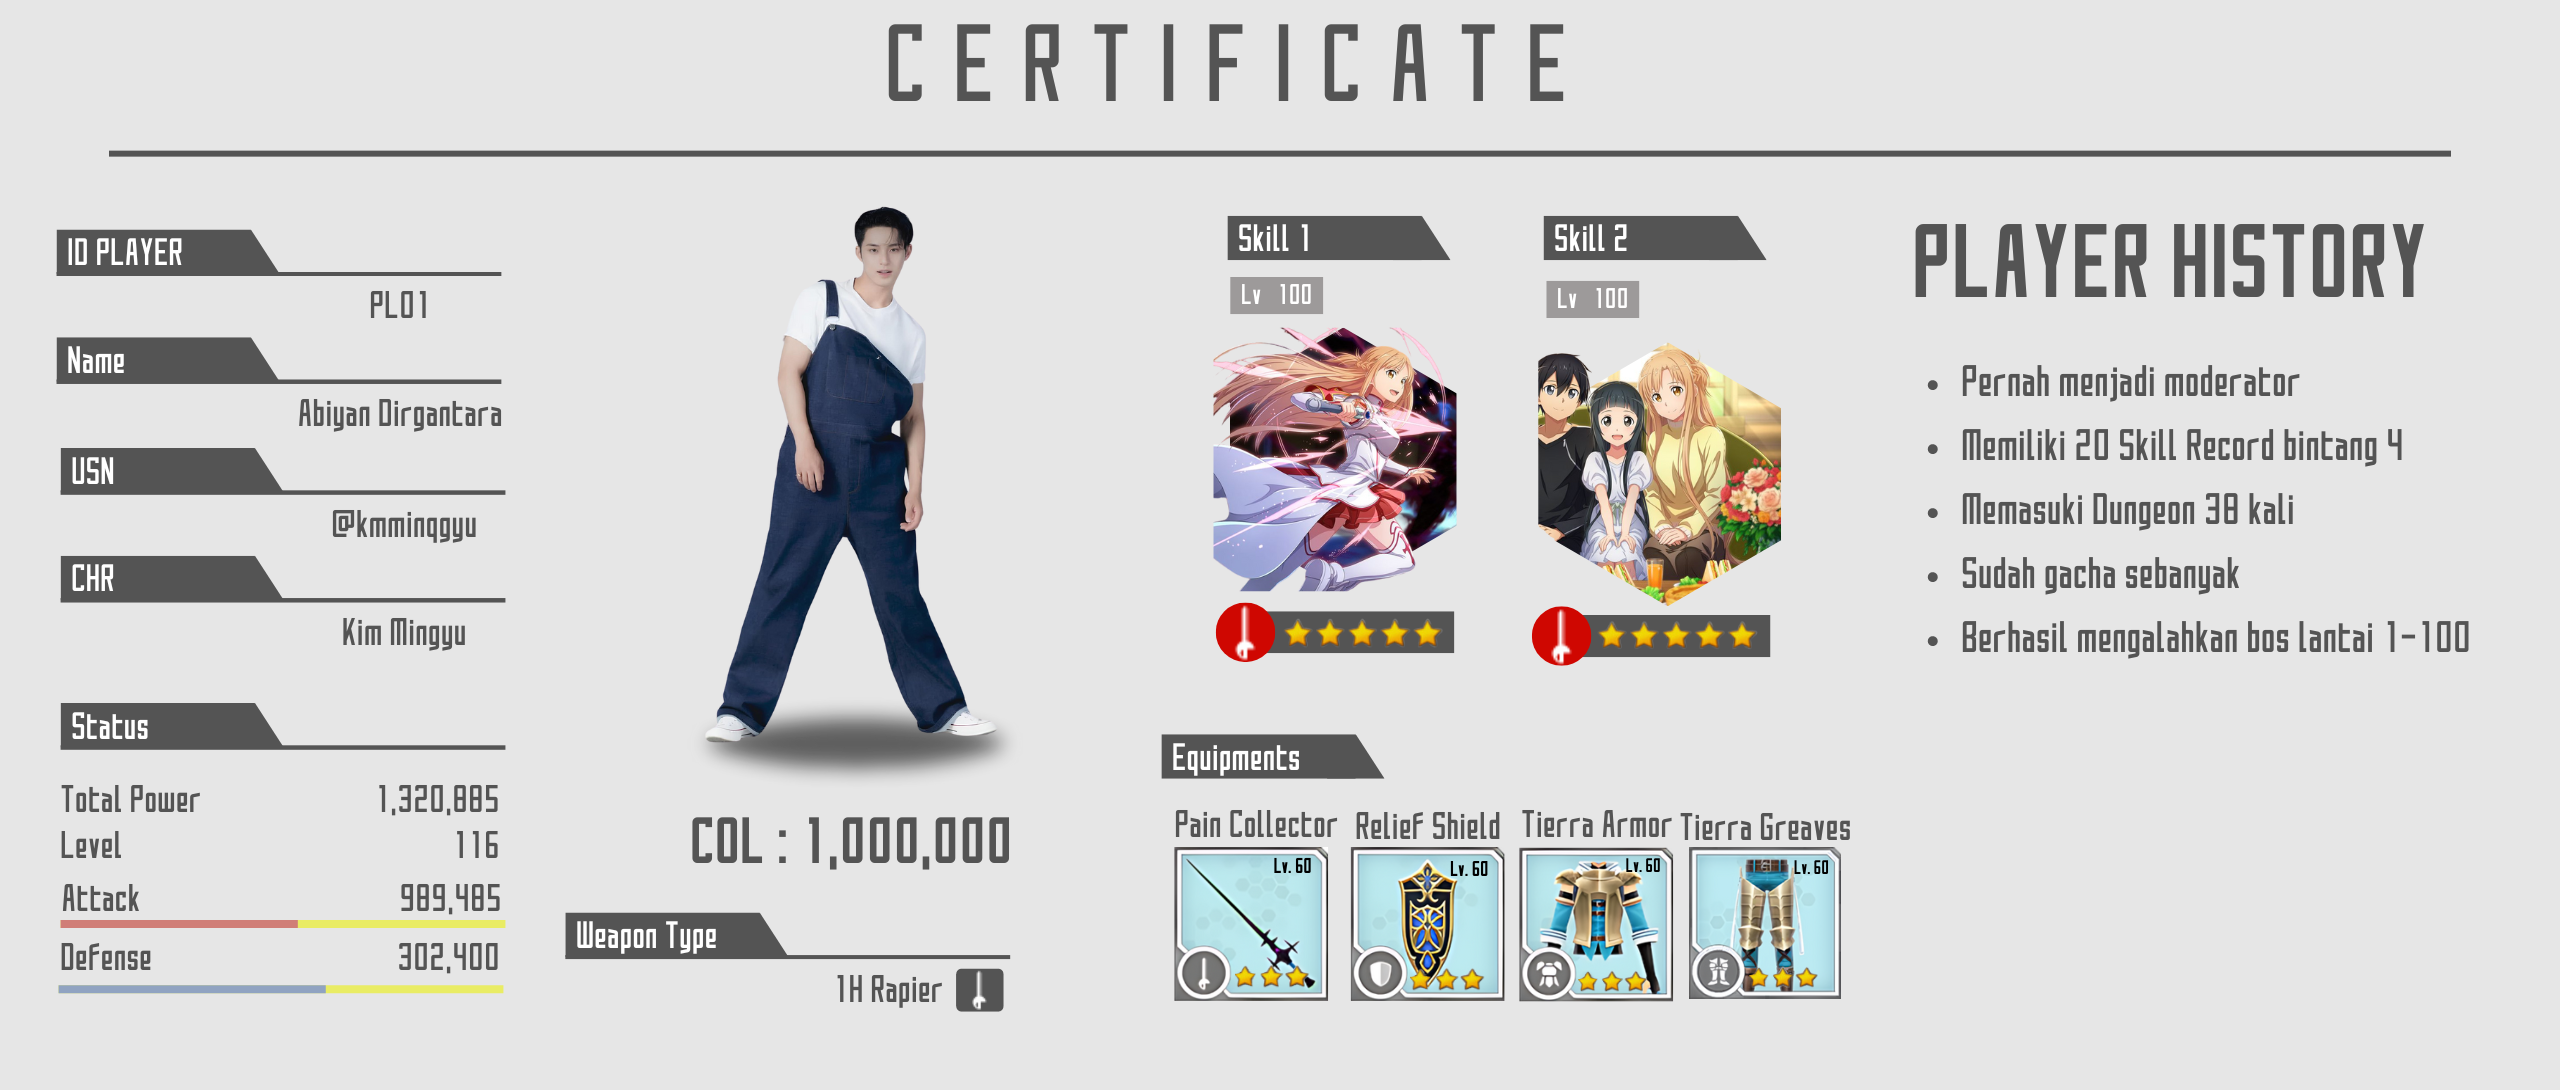 CERTIFICATE
ID PLAYER
PL01
Name
Abiyan Dirgantara
USN
@kmminqgyu
CHR
Kim Mingyu
Status
Total Power 1,320,885
Level 116
Attack 989,485
Defense 302,400
COL : 1,000,000
Weapon Type
1H Rapier
Skill 1
Lv 100
Skill 2
Lv 100
Equipments
Pain Collector
Lv. 60
Relief Shield
Lv. 60
Tierra Armor
Lv. 60
Tierra Greaves
Lv. 60
PLAYER HISTORY
• Pernah menjadi moderator
• Memiliki 20 Skill Record bintang 4
• Memasuki Dungeon 38 kali
• Sudah gacha sebanyak
• Berhasil mengalahkan bos lantai 1-100